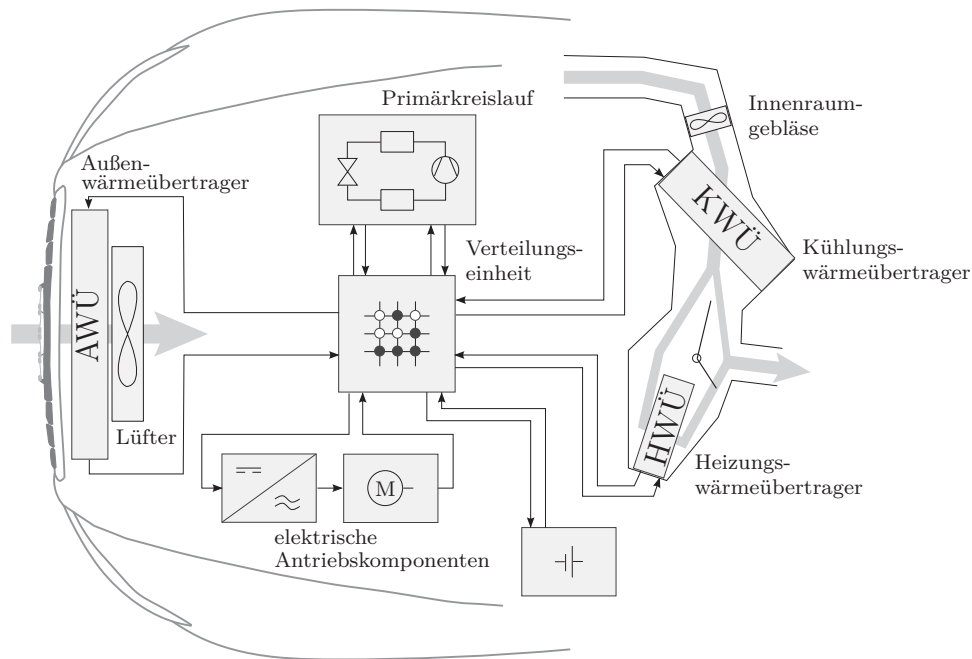 Primärkreislauf
Innenraum-
gebläse
Außen-
wärmeübertrager
KWÜ
Verteilungs-
einheit
Kühlungs-
wärmeübertrager
AWÜ
Lüfter
HWÜ
Heizungs-
wärmeübertrager
M
elektrische
Antriebskomponenten